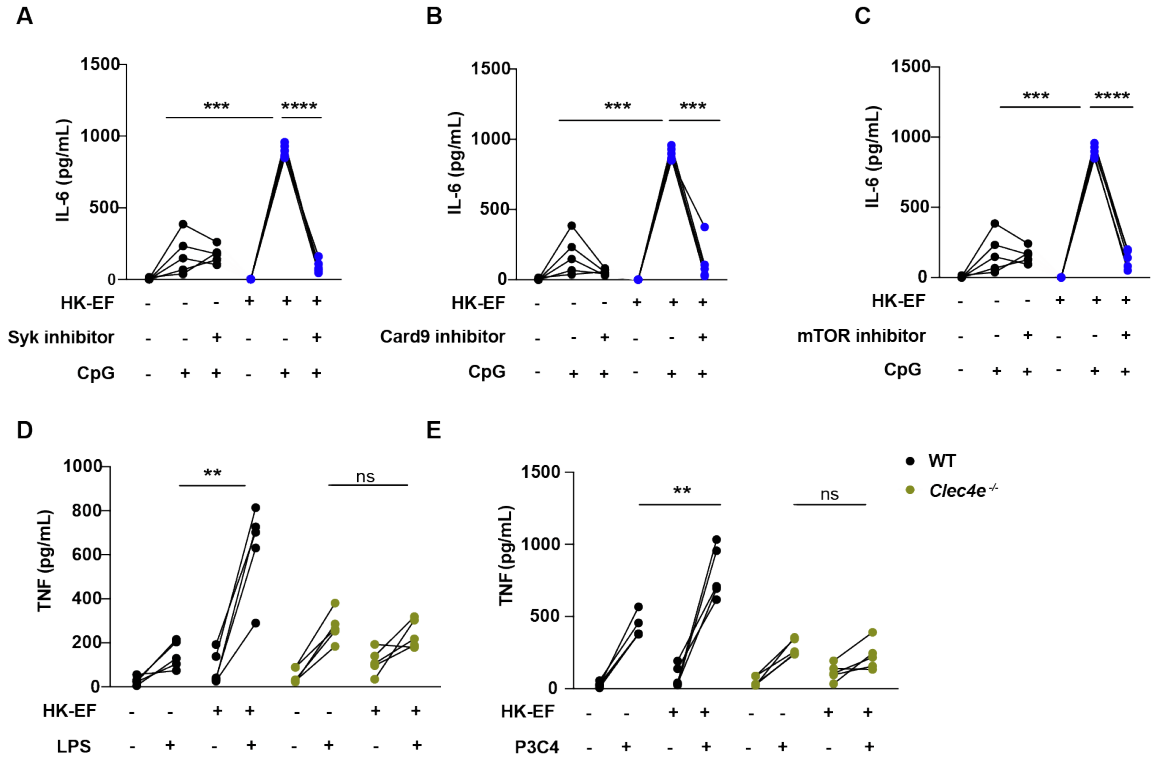 A
B
C
IL-6 (pg/mL)
1500
1000
500
0
*** ****
HK-EF - - - + + +
Syk inhibitor - - + - - +
CpG - + + - + +
IL-6 (pg/mL)
1500
1000
500
0
*** ***
HK-EF - - - + + +
Card9 inhibitor - - + - - +
CpG - + + - + +
IL-6 (pg/mL)
1500
1000
500
0
*** ****
HK-EF - - - + + +
mTOR inhibitor - - + - - +
CpG - + + - + +
D
E
TNF (pg/mL)
1000
800
600
400
200
0
** ns
HK-EF - - + + - - + +
LPS - + - + - + - +
TNF (pg/mL)
1500
1000
500
0
** ns
HK-EF - - + + - - + +
P3C4 - + - + - + - +
WT
Clec4e -/-